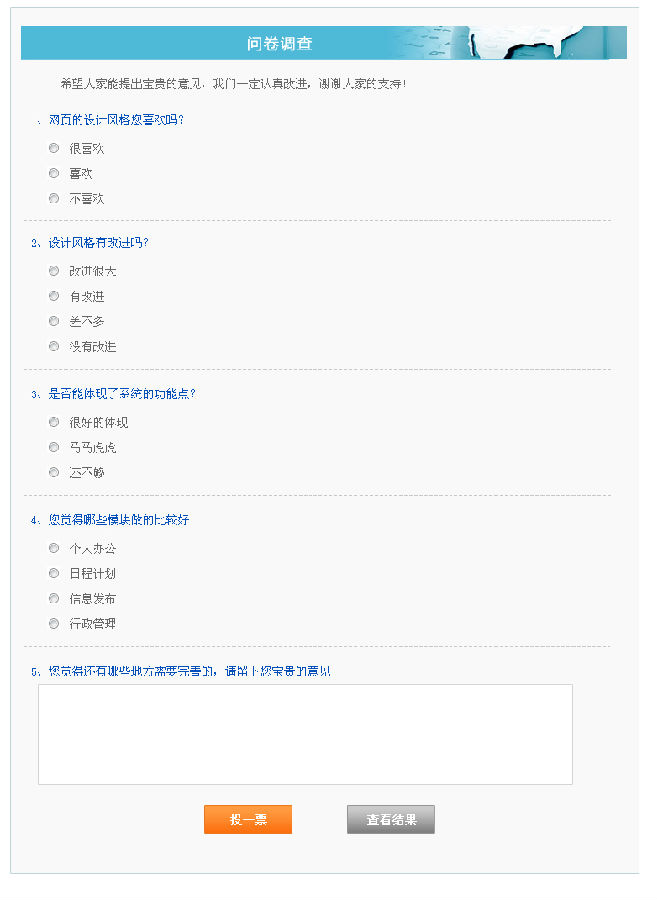 问卷调查
希望大家能提出宝贵的意见，我们一定认真改进，谢谢大家的支持！
、网页的设计风格您喜欢吗？
很喜欢
喜欢
不喜欢
2、设计风格有改进吗？
改进很大
有改进
差不多
没有改进
3、是否能体现了系统的功能点？
很好的体现
马马虎虎
还不够
4、您觉得哪些模块做的比较好
个人办公
日程计划
信息发布
行政管理
5、您觉得还有哪些地方需要完善的，请留下您宝贵的意见
投一票
查看结果